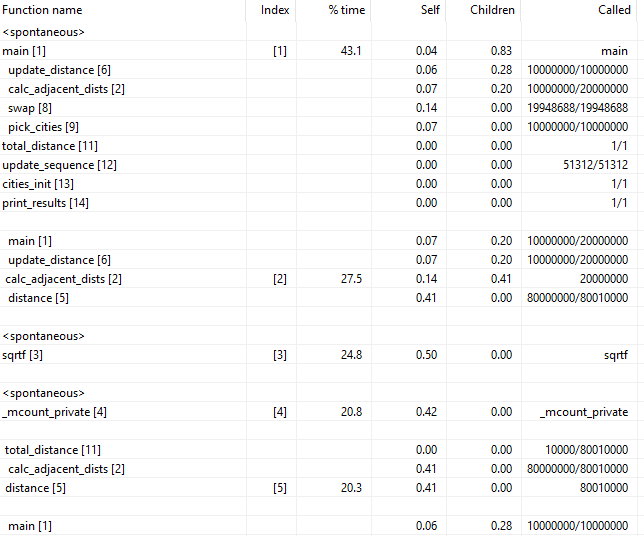 Function name Index % time Self Children Called
<spontaneous>
main [1] [1] 43.1 0.04 0.83 main
update_distance [6] 0.06 0.28 10000000/10000000
calc_adjacent_dists [2] 0.07 0.20 10000000/20000000
swap [8] 0.14 0.00 19948688/19948688
pick_cities [9] 0.07 0.00 10000000/10000000
total_distance [11] 0.00 0.00 1/1
update_sequence [12] 0.00 0.00 51312/51312
cities_init [13] 0.00 0.00 1/1
print_results [14] 0.00 0.00 1/1
main [1] 0.07 0.20 10000000/20000000
update_distance [6] 0.07 0.20 10000000/20000000
calc_adjacent_dists [2] [2] 27.5 0.14 0.41 20000000
distance [5] 0.41 0.00 80000000/80010000
<spontaneous>
sqrtf [3] [3] 24.8 0.50 0.00 sqrtf
<spontaneous>
_mcount_private [4] [4] 20.8 0.42 0.00 _mcount_private
total_distance [11] 0.00 0.00 10000/80010000
calc_adjacent_dists [2] 0.41 0.00 80000000/80010000
distance [5] [5] 20.3 0.41 0.00 80010000
main [1] 0.06 0.28 10000000/10000000